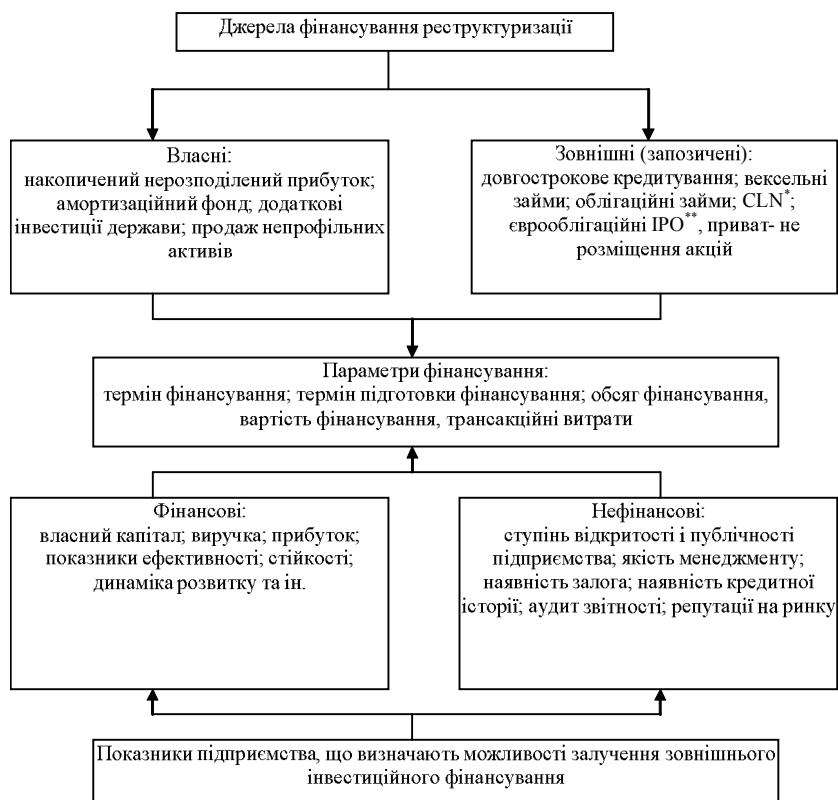 Джерела фінансування реструктуризації
Власні:
накопичений нерозподілений прибуток;
амортизаційний фонд; додаткові
інвестиції держави; продаж непрофільних
активів
Зовнішні (запозичені):
довгострокове кредитування; вексельні
займи; облігаційні займи; CLN*;
єврооблігаційні IPO**, приват- не
розміщення акцій
Параметри фінансування:
термін фінансування; термін підготовки фінансування; обсяг фінансування,
вартість фінансування, трансакційні витрати
Фінансові:
власний капітал; виручка; прибуток;
показники ефективності; стійкості;
динаміка розвитку та ін.
Нефінансові:
ступінь відкритості і публічності
підприємства; якість менеджменту;
наявність залога; наявність кредитної
історії; аудит звітності; репутації на ринку
Показники підприємства, що визначають можливості залучення зовнішнього
інвестиційного фінансування